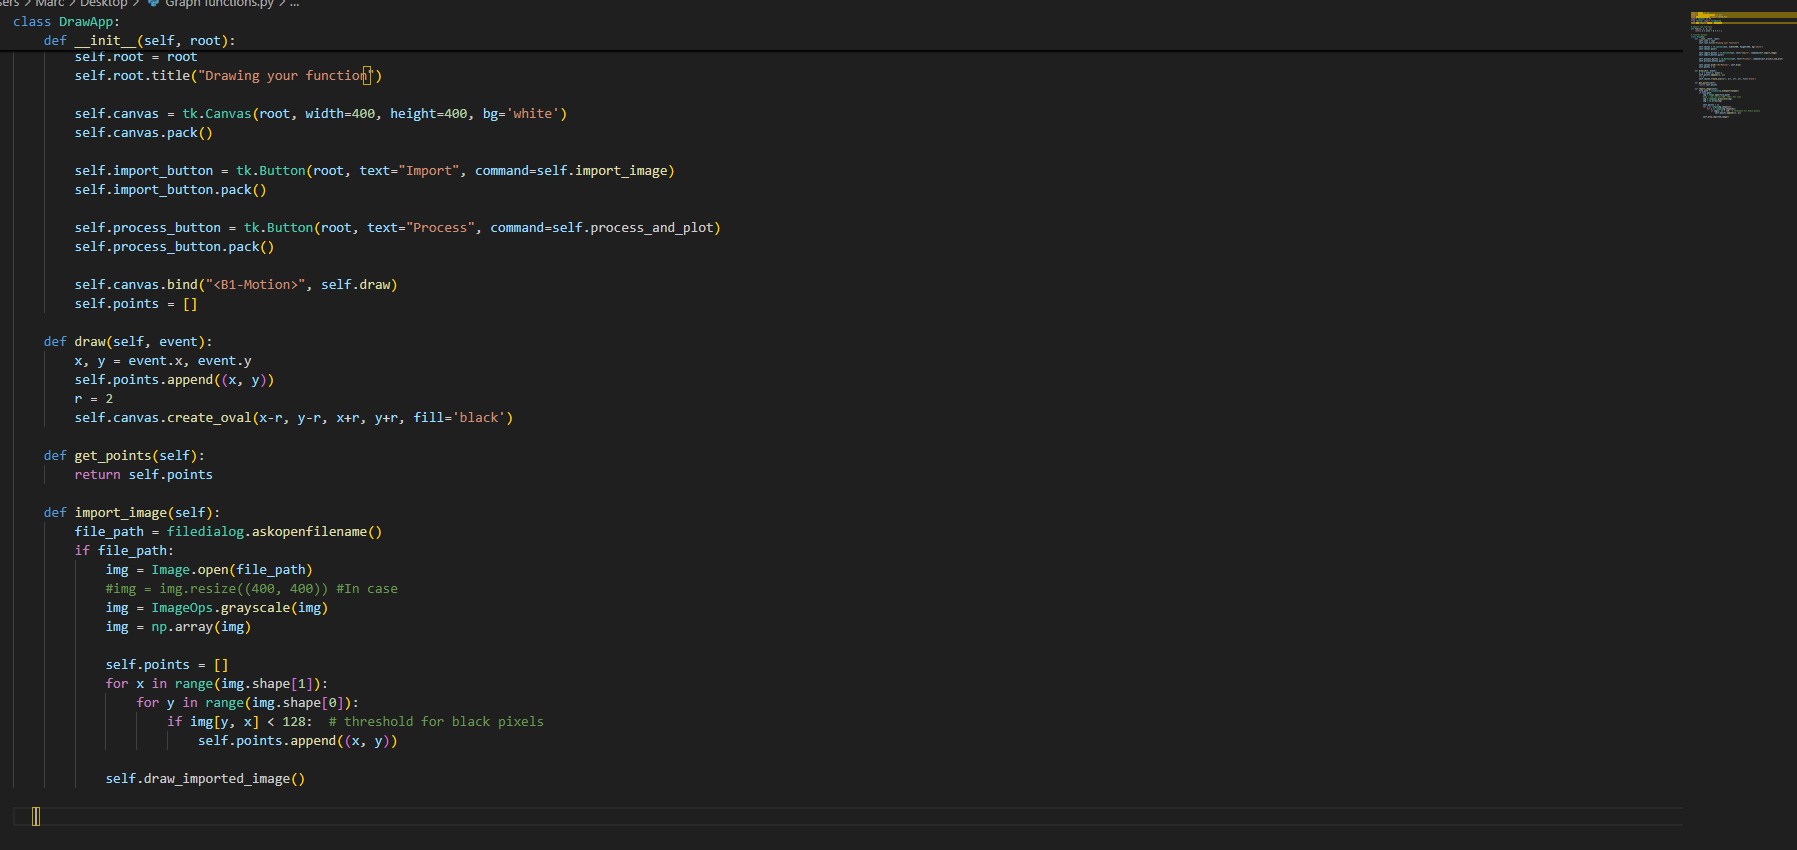 sers > Marc > Desktop > Graph functions.py > ...
class DrawApp:
    def __init__(self, root):
        self.root = root
        self.root.title("Drawing your function")
        self.canvas = tk.Canvas(root, width=400, height=400, bg='white')
        self.canvas.pack()
        self.import_button = tk.Button(root, text="Import", command=self.import_image)
        self.import_button.pack()
        self.process_button = tk.Button(root, text="Process", command=self.process_and_plot)
        self.process_button.pack()
        self.canvas.bind("<B1-Motion>", self.draw)
        self.points = []
    def draw(self, event):
        x, y = event.x, event.y
        self.points.append((x, y))
        r = 2
        self.canvas.create_oval(x-r, y-r, x+r, y+r, fill='black')
    def get_points(self):
        return self.points
    def import_image(self):
        file_path = filedialog.askopenfilename()
        if file_path:
            img = Image.open(file_path)
            #img = img.resize((400, 400)) #In case
            img = ImageOps.grayscale(img)
            img = np.array(img)
            self.points = []
            for x in range(img.shape[1]):
                for y in range(img.shape[0]):
                    if img[y, x] < 128:  # threshold for black pixels
                        self.points.append((x, y))
            self.draw_imported_image()